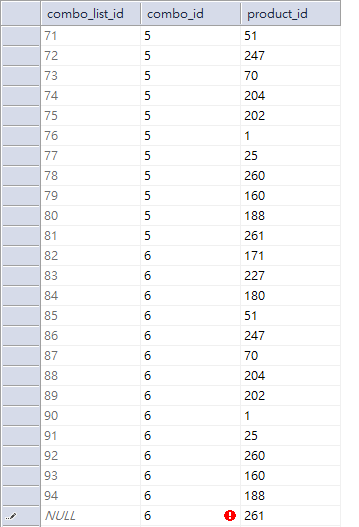 combo_list_id combo_id product_id
71 5 51
72 5 247
73 5 70
74 5 204
75 5 202
76 5 1
77 5 25
78 5 260
79 5 160
80 5 188
81 5 261
82 6 171
83 6 227
84 6 180
85 6 51
86 6 247
87 6 70
88 6 204
89 6 202
90 6 1
91 6 25
92 6 260
93 6 160
94 6 188
NULL 6 261